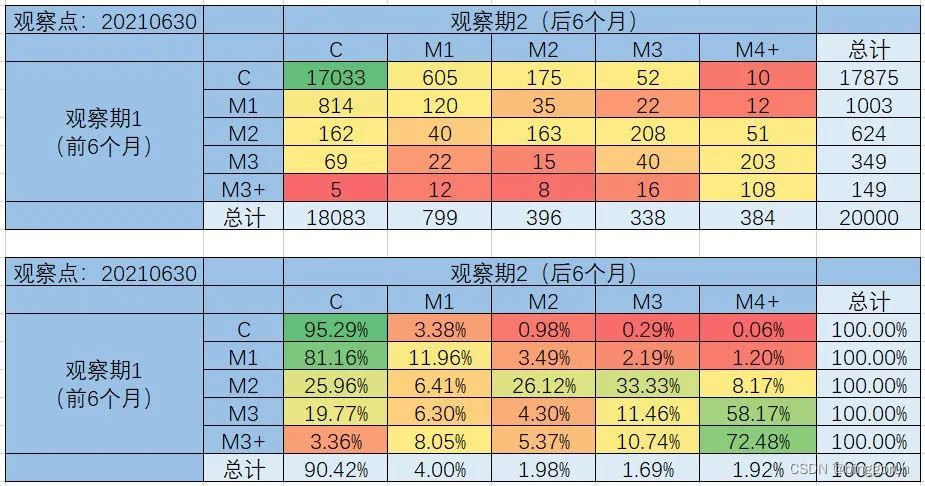 观察点：20210630 观察期2（后6个月）
C M1 M2 M3 M4+ 总计
观察期1
（前6个月）
C 17033 605 175 52 10 17875
M1 814 120 35 22 12 1003
M2 162 40 163 208 51 624
M3 69 22 15 40 203 349
M3+ 5 12 8 16 108 149
总计 18083 799 396 338 384 20000
观察点：20210630 观察期2（后6个月）
C M1 M2 M3 M4+ 总计
观察期1
（前6个月）
C 95.29% 3.38% 0.98% 0.29% 0.06% 100.00%
M1 81.16% 11.96% 3.49% 2.19% 1.20% 100.00%
M2 25.96% 6.41% 26.12% 33.33% 8.17% 100.00%
M3 19.77% 6.30% 4.30% 11.46% 58.17% 100.00%
M3+ 3.36% 8.05% 5.37% 10.74% 72.48% 100.00%
总计 90.42% 4.00% 1.98% 1.69% 1.92% 100.00%
CSDN